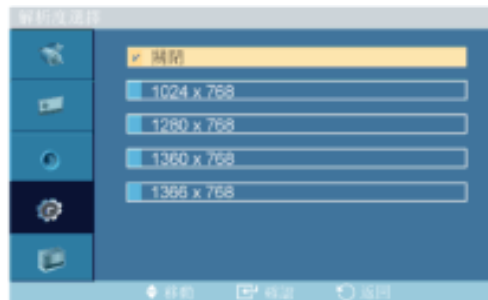 解析度選擇
關閉
1024 x 768
1280 x 768
1360 x 768
1366 x 768
移動 確認 返回